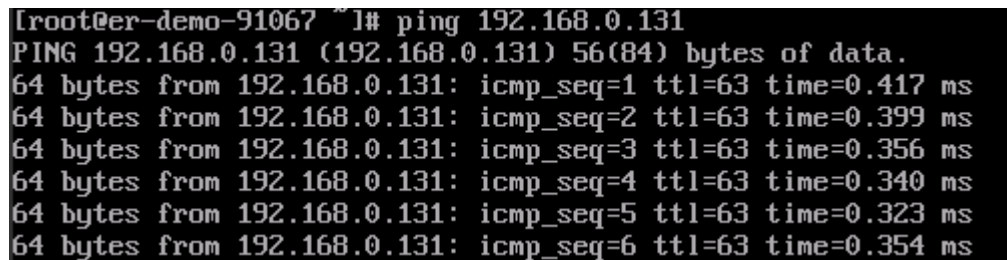 [root@er-demo-91067 ~]# ping 192.168.0.131
PING 192.168.0.131 (192.168.0.131) 56(84) bytes of data.
64 bytes from 192.168.0.131: icmp_seq=1 ttl=63 time=0.417 ms
64 bytes from 192.168.0.131: icmp_seq=2 ttl=63 time=0.399 ms
64 bytes from 192.168.0.131: icmp_seq=3 ttl=63 time=0.356 ms
64 bytes from 192.168.0.131: icmp_seq=4 ttl=63 time=0.340 ms
64 bytes from 192.168.0.131: icmp_seq=5 ttl=63 time=0.323 ms
64 bytes from 192.168.0.131: icmp_seq=6 ttl=63 time=0.354 ms